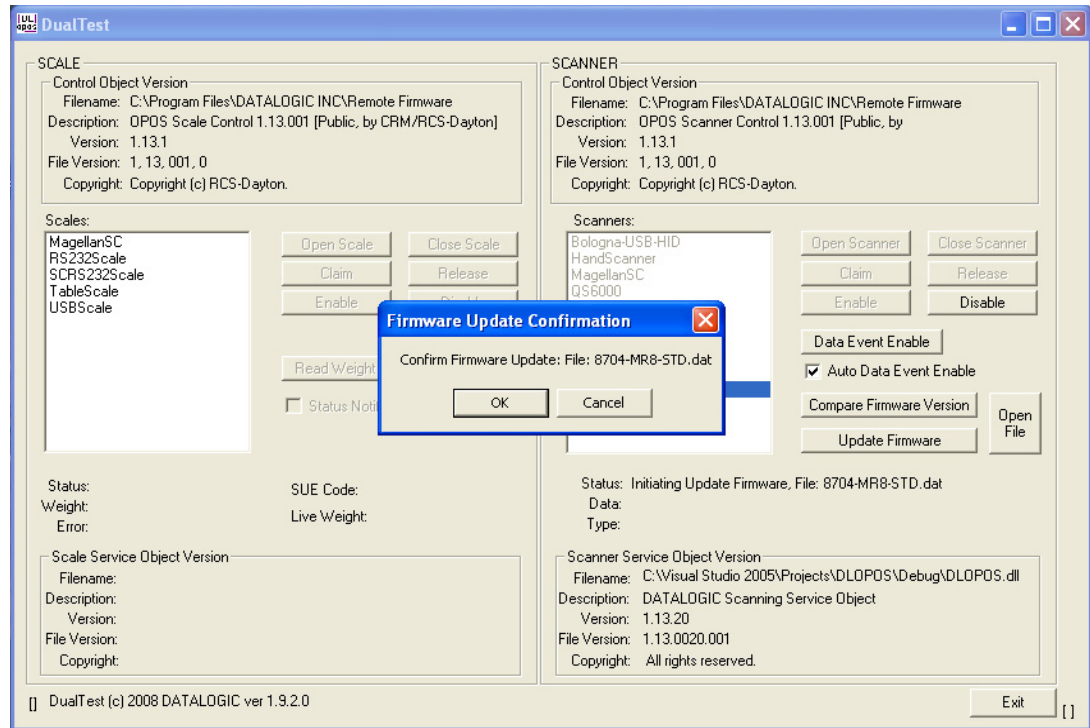 UL
opos
DualTest
SCALE
Control Object Version
Filename: C:\Program Files\DATALOGIC INC\Remote Firmware
Description: OPOS Scale Control 1.13.001 [Public, by CRM/RCS-Dayton]
Version: 1.13.1
File Version: 1, 13, 001, 0
Copyright: Copyright (c) RCS-Dayton.
Scales:
MagellanSC
RS232Scale
SCRS232Scale
TableScale
USBScale
Open Scale
Close Scale
Claim
Release
Enable
Read Weight
Status
Status:
Weight:
Error:
SUE Code:
Live Weight:
Scale Service Object Version
Filename:
Description:
Version:
File Version:
Copyright:
SCANNER
Control Object Version
Filename: C:\Program Files\DATALOGIC INC\Remote Firmware
Description: OPOS Scanner Control 1.13.001 [Public, by
Version: 1.13.1
File Version: 1, 13, 001, 0
Copyright: Copyright (c) RCS-Dayton.
Scanners:
Bologna-USB-HID
HandScanner
MagellanSC
QS6000
Open Scanner
Close Scanner
Claim
Release
Enable
Disable
Data Event Enable
Auto Data Event Enable
Compare Firmware Version
Update Firmware
Open
File
Firmware Update Confirmation
Confirm Firmware Update: File: 8704-MR8-STD.dat
OK
Cancel
Status: Initiating Update Firmware, File: 8704-MR8-STD.dat
Data:
Type:
Scanner Service Object Version
Filename: C:\Visual Studio 2005\Projects\DLOPOS\Debug\DLOPOS.dll
Description: DATALOGIC Scanning Service Object
Version: 1.13.20
File Version: 1.13.0020.001
Copyright: All rights reserved.
[] DualTest (c) 2008 DATALOGIC ver 1.9.2.0
Exit
[ ]